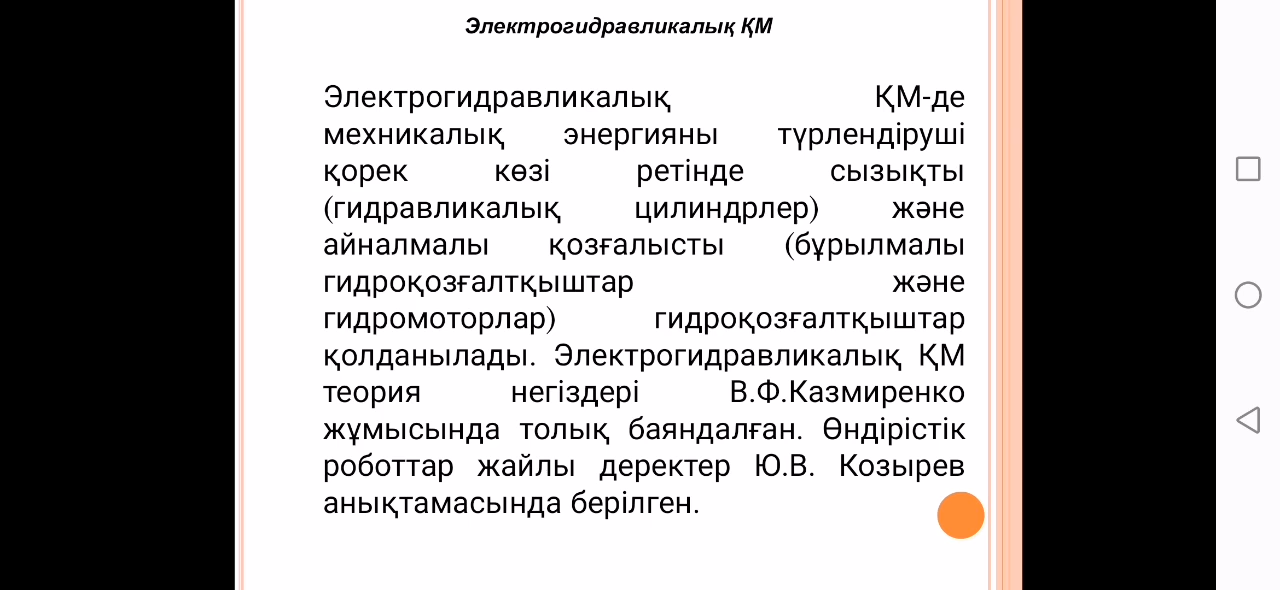 Электрогидравликалық ҚМ
Электрогидравликалық ҚМ-де
мехникалық энергияны түрлендіруші
қорек көзі ретінде сызықты
(гидравликалық цилиндрлер) және
айналмалы қозғалысты (бұрылмалы
гидроқозғалтқыштар және
гидромоторлар) гидроқозғалтқыштар
қолданылады. Электрогидравликалық ҚМ
теория негіздері В.Ф.Казмиренко
жұмысында толық баяндалған. Өндірістік
роботтар жайлы деректер Ю.В. Козырев
анықтамасында берілген.